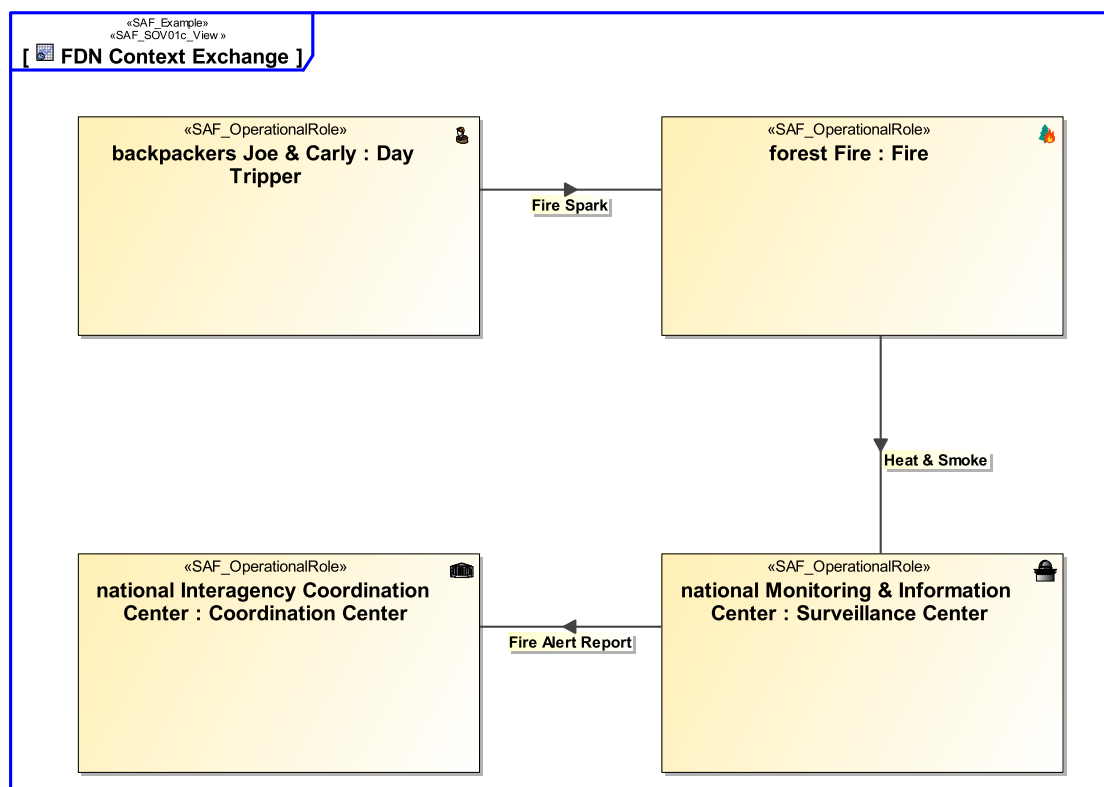 «SAF_Example»
«SAF_SOV01c_View»
[ FDN Context Exchange ]
«SAF_OperationalRole»
backpackers Joe & Carly : Day
Tripper
«SAF_OperationalRole»
forest Fire : Fire
Fire Spark
Heat & Smoke
«SAF_OperationalRole»
national Interagency Coordination
Center : Coordination Center
«SAF_OperationalRole»
national Monitoring & Information
Center : Surveillance Center
Fire Alert Report